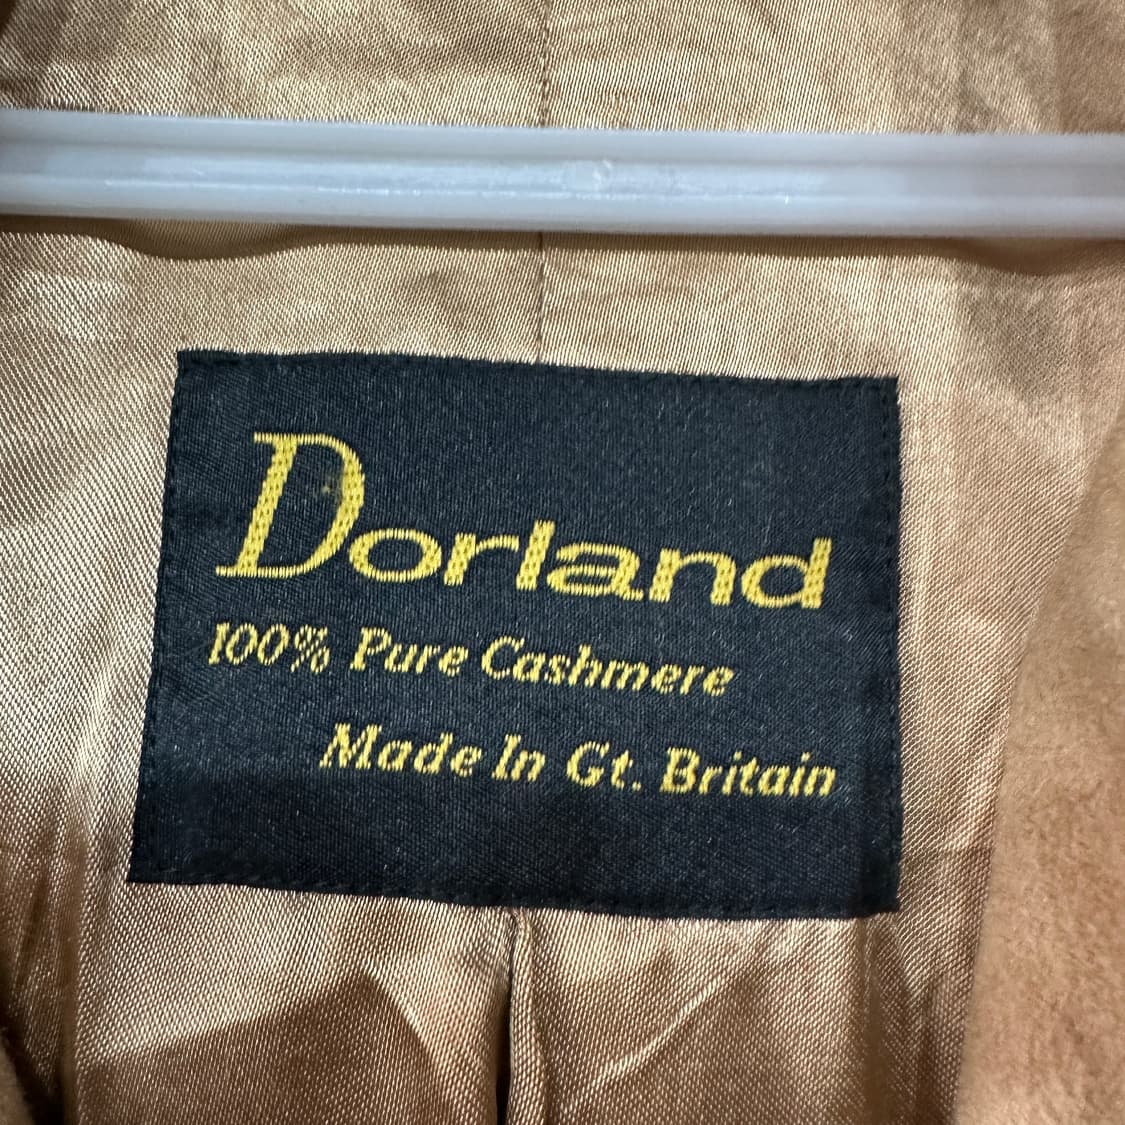 Dorland
100% Pure Cashmere
Made In Gt. Britain